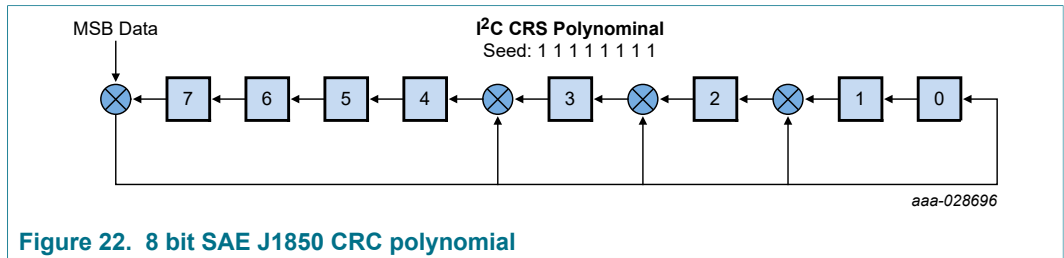 MSB Data
I²C CRS Polynominal
Seed: 1 1 1 1 1 1 1 1
7 6 5 4 3 2 1 0
aaa-028696
Figure 22. 8 bit SAE J1850 CRC polynomial